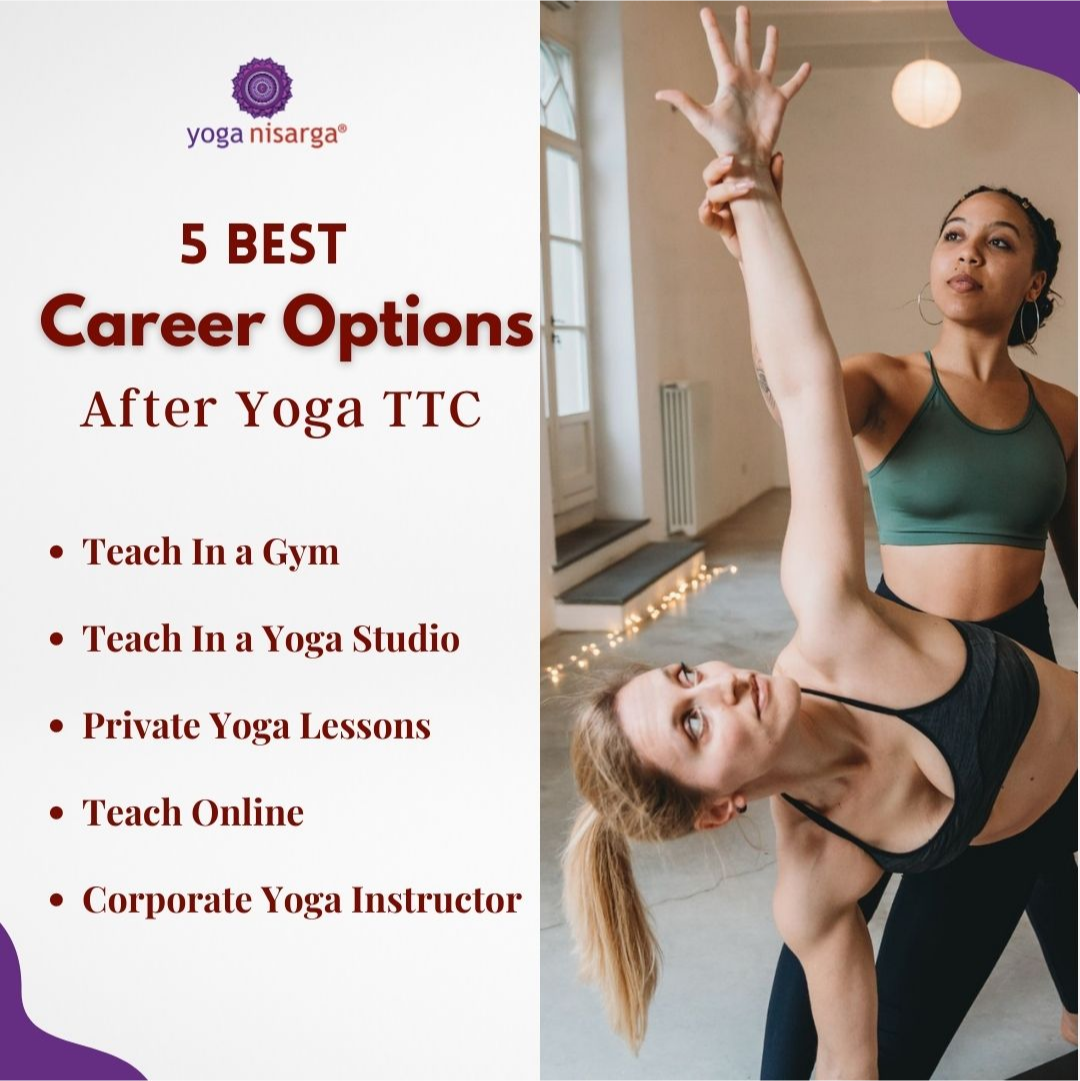 yoga nisarga®
5 BEST
Career Options
After Yoga TTC
• Teach In a Gym
• Teach In a Yoga Studio
• Private Yoga Lessons
• Teach Online
• Corporate Yoga Instructor